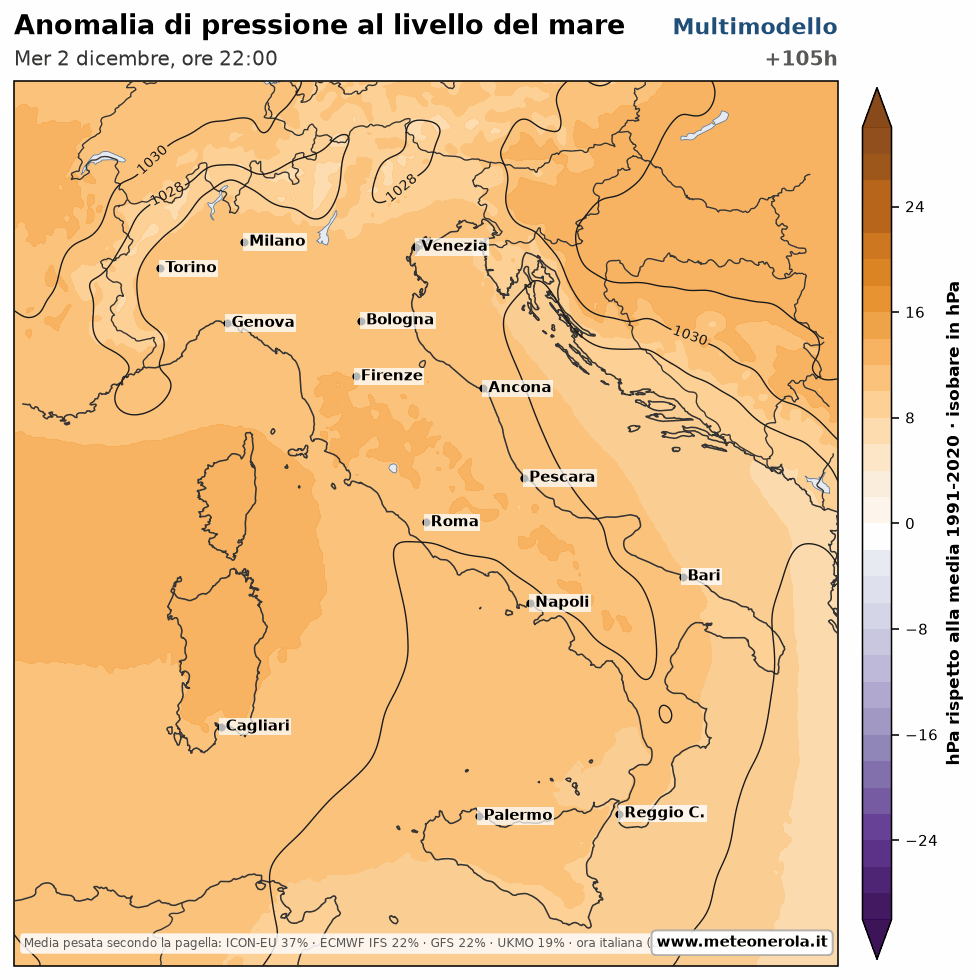 Anomalia di pressione al livello del mare
Multimodello
Mer 2 dicembre, ore 22:00
+105h
1030
1028
1028
Milano
Venezia
Torino
Genova
Bologna
1030
Firenze
Ancona
Pescara
Roma
Bari
Napoli
Cagliari
Palermo
Reggio C.
24
16
8
0
−8
−16
−24
hPa rispetto alla media 1991-2020 · isobare in hPa
Media pesata secondo la pagella: ICON-EU 37% · ECMWF IFS 22% · GFS 22% · UKMO 19% · ora italiana (
www.meteonerola.it